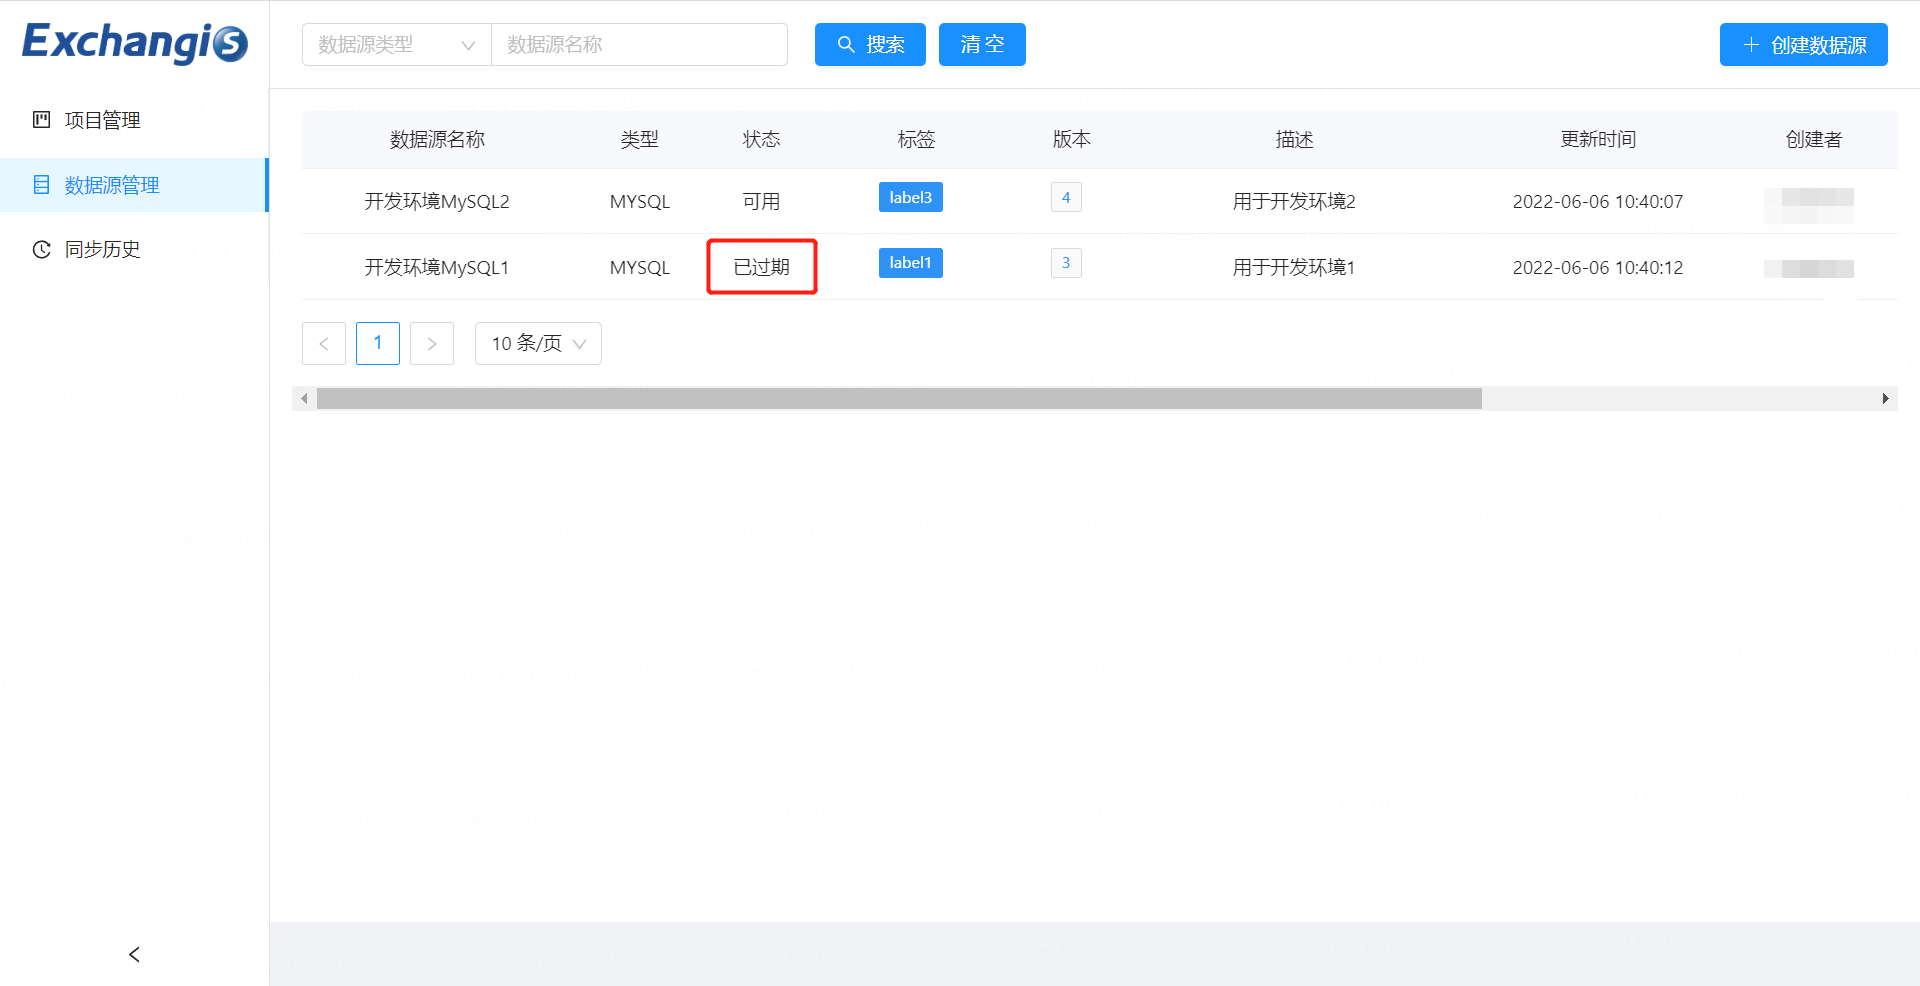 Exchangis
数据源类型
数据源名称
搜索
清 空
创建数据源
项目管理
数据源管理
同步历史
数据源名称 类型 状态 标签 版本 描述 更新时间 创建者
开发环境MySQL2 MYSQL 可用 label3 4 用于开发环境2 2022-06-06 10:40:07
开发环境MySQL1 MYSQL 已过期 label1 3 用于开发环境1 2022-06-06 10:40:12
1
10 条/页